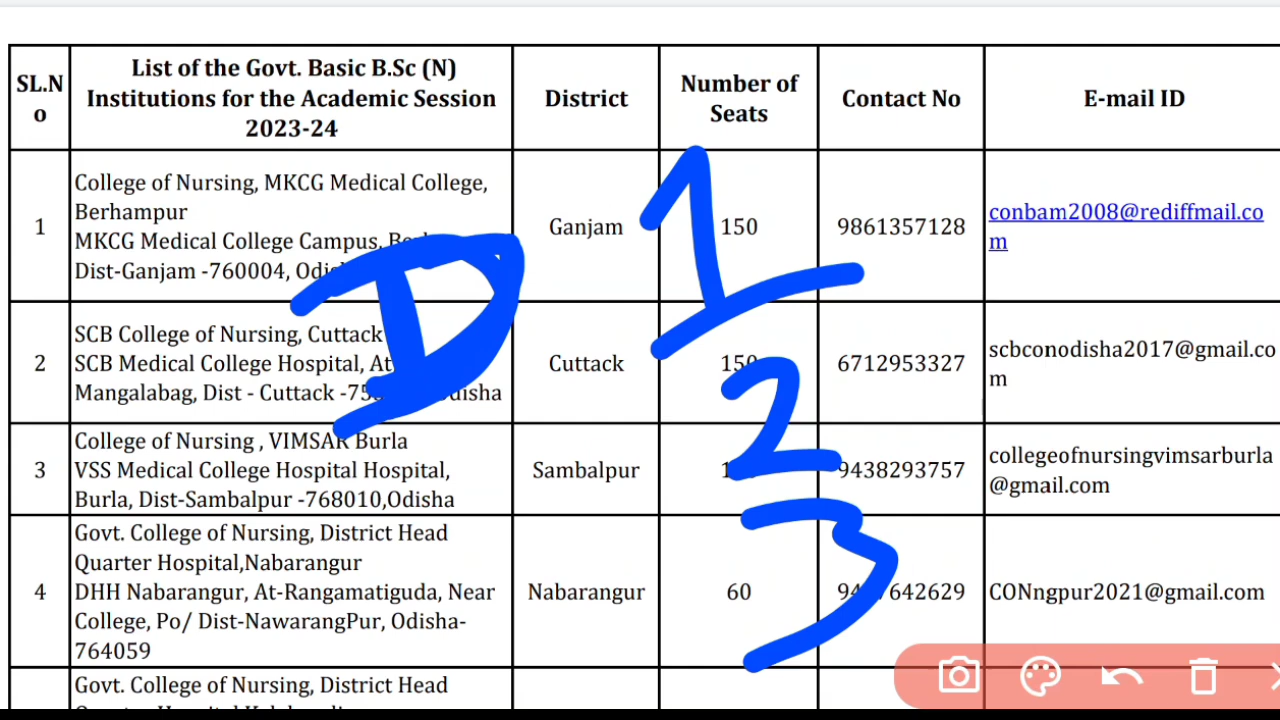 SL.N
o
List of the Govt. Basic B.Sc (N)
Institutions for the Academic Session
2023-24
District
Number of
Seats
Contact No
E-mail ID
1
College of Nursing, MKCG Medical College,
Berhampur
MKCG Medical College Campus,
Dist-Ganjam -760004,
Ganjam
150
9861357128
conbam2008@rediffmail.co
m
2
SCB College of Nursing, Cuttack
SCB Medical College Hospital, At
Mangalabag, Dist - Cuttack
Cuttack
6712953327
scbconodisha2017@gmail.co
m
3
College of Nursing , VIMSAR Burla
VSS Medical College Hospital Hospital,
Burla, Dist-Sambalpur -768010,Odisha
Sambalpur
9438293757
collegeofnursingvimsarburla
@gmail.com
4
Govt. College of Nursing, District Head
Quarter Hospital,Nabarangur
DHH Nabarangur, At-Rangamatiguda, Near
College, Po/ Dist-NawarangPur, Odisha-
764059
Nabarangur
60
CONngpur2021@gmail.com
Govt. College of Nursing, District Head
D
1
2
3